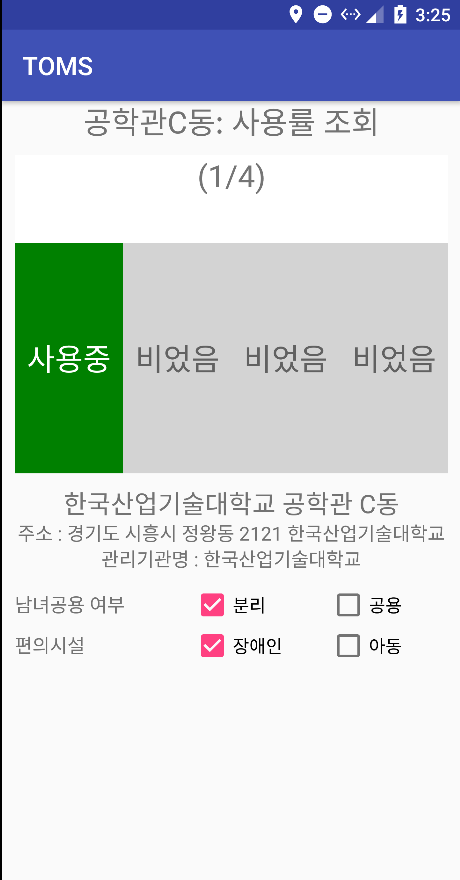 3:25
TOMS
공학관C동: 사용률 조회
(1/4)
사용중 비었음 비었음 비었음
한국산업기술대학교 공학관 C동
주소 : 경기도 시흥시 정왕동 2121 한국산업기술대학교
관리기관명 : 한국산업기술대학교
남녀공용 여부 분리 공용
편의시설 장애인 아동